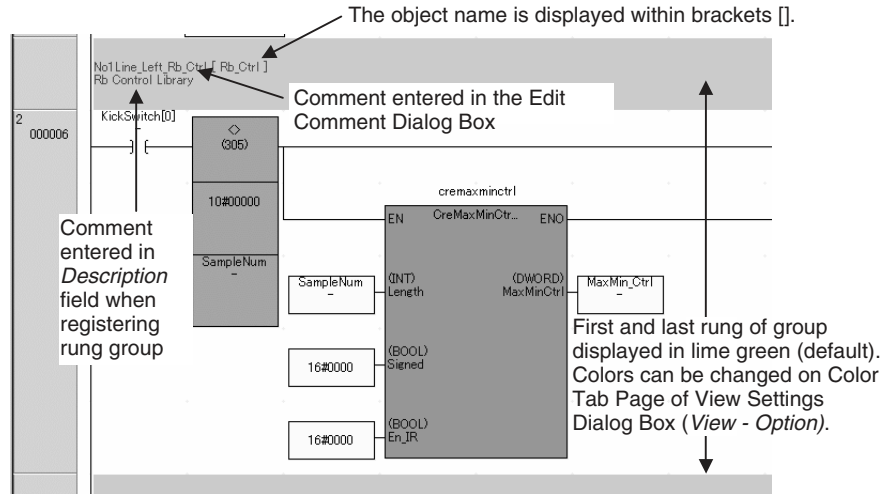 The object name is displayed within brackets [].
No1Line_Left_Rb_Ctrl [ Rb_Ctrl ]
Rb Control Library
Comment entered in the Edit
Comment Dialog Box
2
000006
KickSwitch[0]
–
◇
(305)
10#00000
SampleNum
–
Comment
entered in
Description
field when
registering
rung group
cremaxminctrl
EN
CreMaxMinCtr...
ENO
SampleNum
–
(INT)
Length
(DWORD)
MaxMinCtrl
MaxMin_Ctrl
–
16#0000
(BOOL)
Signed
16#0000
(BOOL)
En_IR
First and last rung of group
displayed in lime green (default).
Colors can be changed on Color
Tab Page of View Settings
Dialog Box (View - Option).